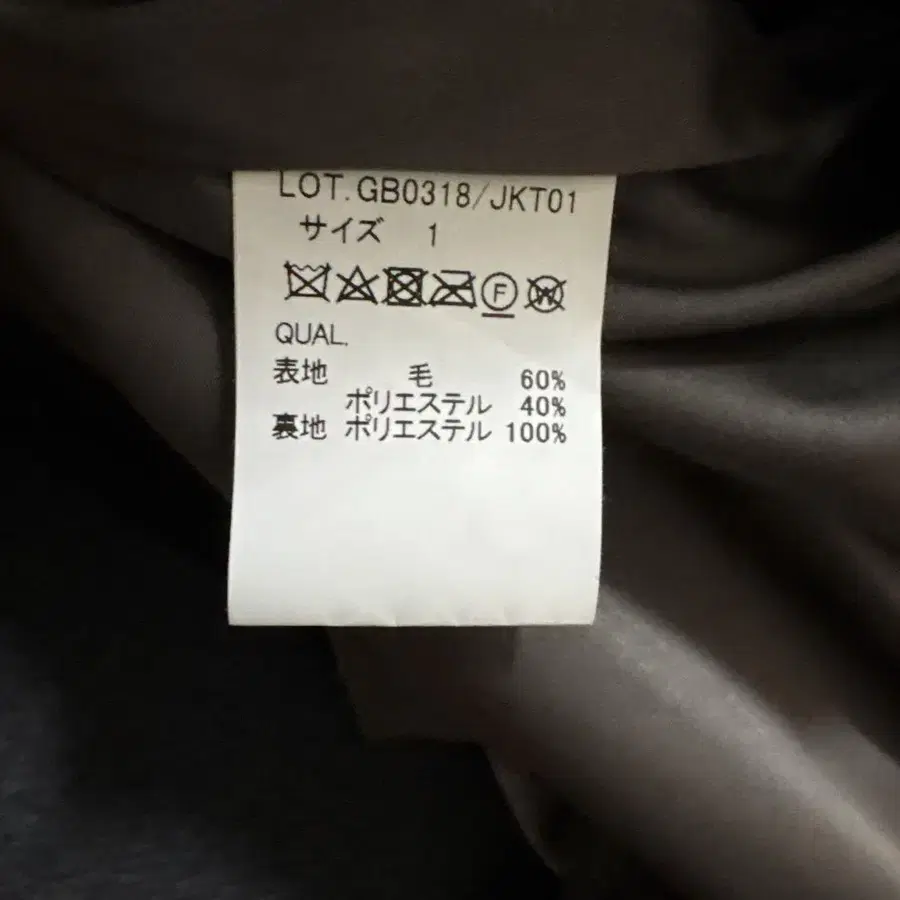 LOT.GB0318/JKT01
サイズ 1
F W
QUAL.
表地 毛 60%
ポリエステル 40%
裏地 ポリエステル 100%